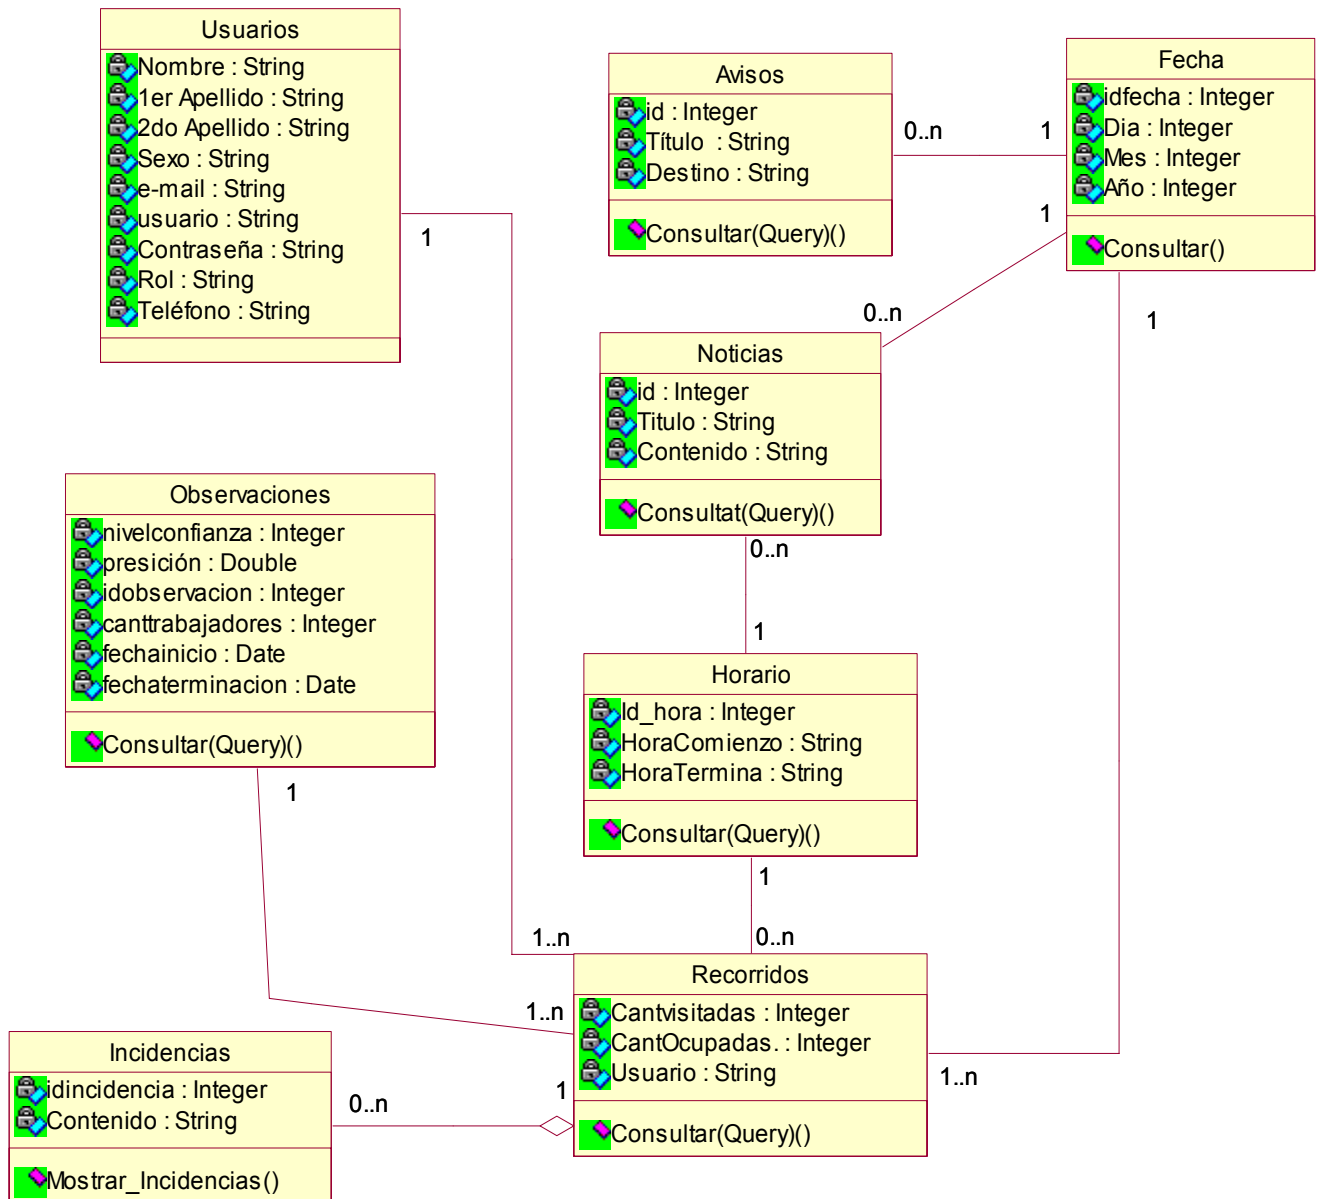 Usuarios
Nombre : String
1er Apellido : String
2do Apellido : String
Sexo : String
e-mail : String
usuario : String
Contraseña : String
Rol : String
Teléfono : String
1
Avisos
id : Integer
Título : String
Destino : String
Consultar(Query)()
0..n
1
Fecha
idfecha : Integer
Dia : Integer
Mes : Integer
Año : Integer
Consultar()
1
0..n
1
Noticias
id : Integer
Titulo : String
Contenido : String
Consultat(Query)()
0..n
1
Observaciones
nivelconfianza : Integer
presición : Double
idobservacion : Integer
canttrabajadores : Integer
fechainicio : Date
fechaterminacion : Date
Consultar(Query)()
1
Horario
Id_hora : Integer
HoraComienzo : String
HoraTermina : String
Consultar(Query)()
1
0..n
1..n
1..n
Recorridos
Cantvisitadas : Integer
CantOcupadas. : Integer
Usuario : String
Consultar(Query)()
1..n
1
0..n
Incidencias
idincidencia : Integer
Contenido : String
Mostrar_Incidencias()